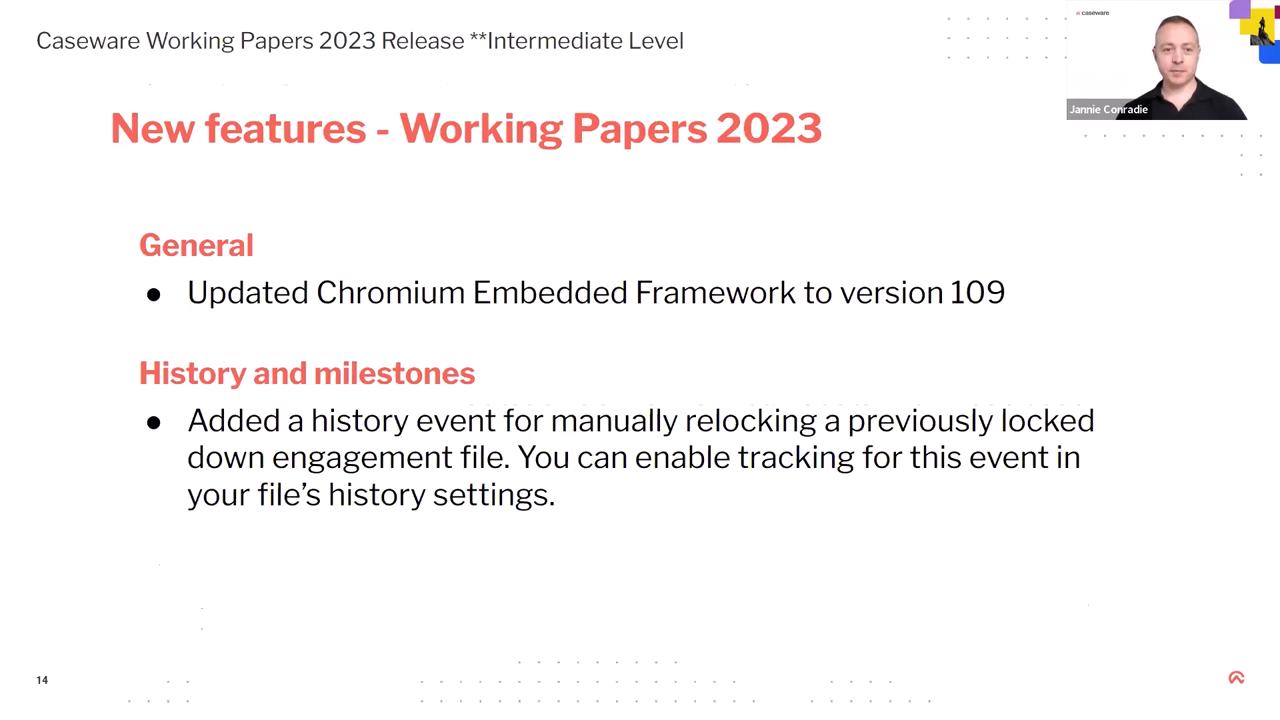 Caseware Working Papers 2023 Release **Intermediate Level
caseware
Jannie Conradie
New features - Working Papers 2023
General
● Updated Chromium Embedded Framework to version 109
History and milestones
● Added a history event for manually relocking a previously locked
down engagement file. You can enable tracking for this event in
your file’s history settings.
14